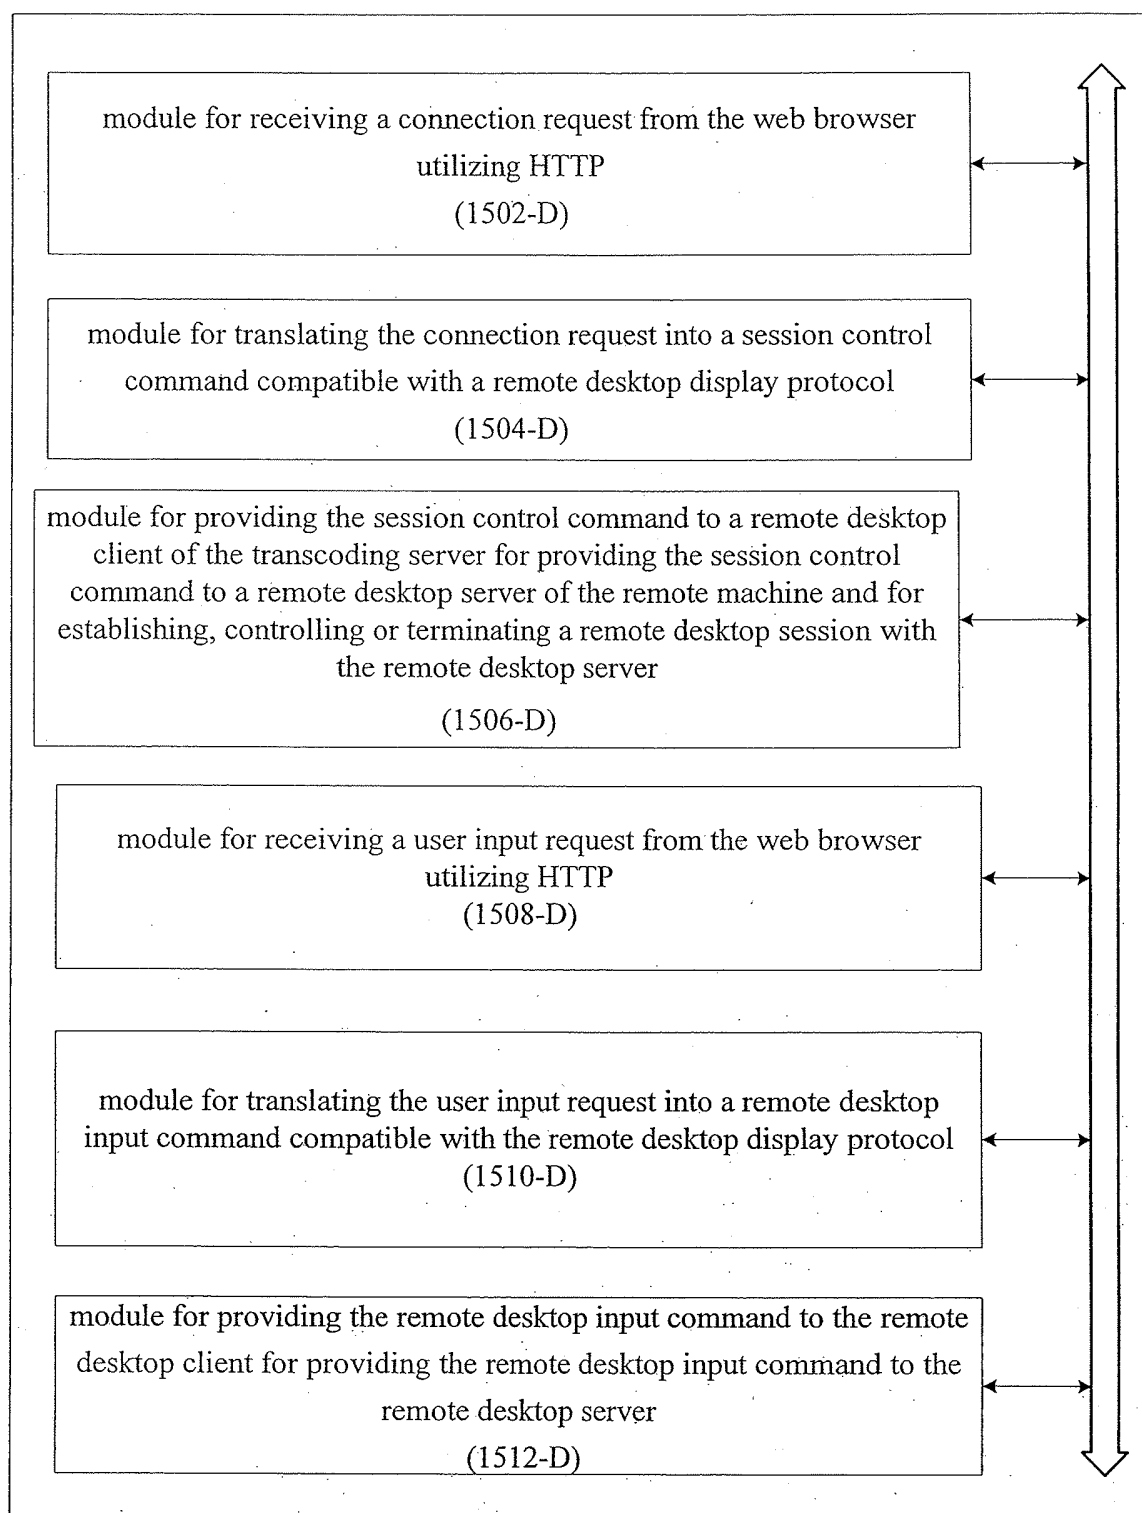 module for receiving a connection request from the web browser
utilizing HTTP
(1502-D)
module for translating the connection request into a session control
command compatible with a remote desktop display protocol
(1504-D)
module for providing the session control command to a remote desktop
client of the transcoding server for providing the session control
command to a remote desktop server of the remote machine and for
establishing, controlling or terminating a remote desktop session with
the remote desktop server
(1506-D)
module for receiving a user input request from the web browser
utilizing HTTP
(1508-D)
module for translating the user input request into a remote desktop
input command compatible with the remote desktop display protocol
(1510-D)
module for providing the remote desktop input command to the remote
desktop client for providing the remote desktop input command to the
remote desktop server
(1512-D)